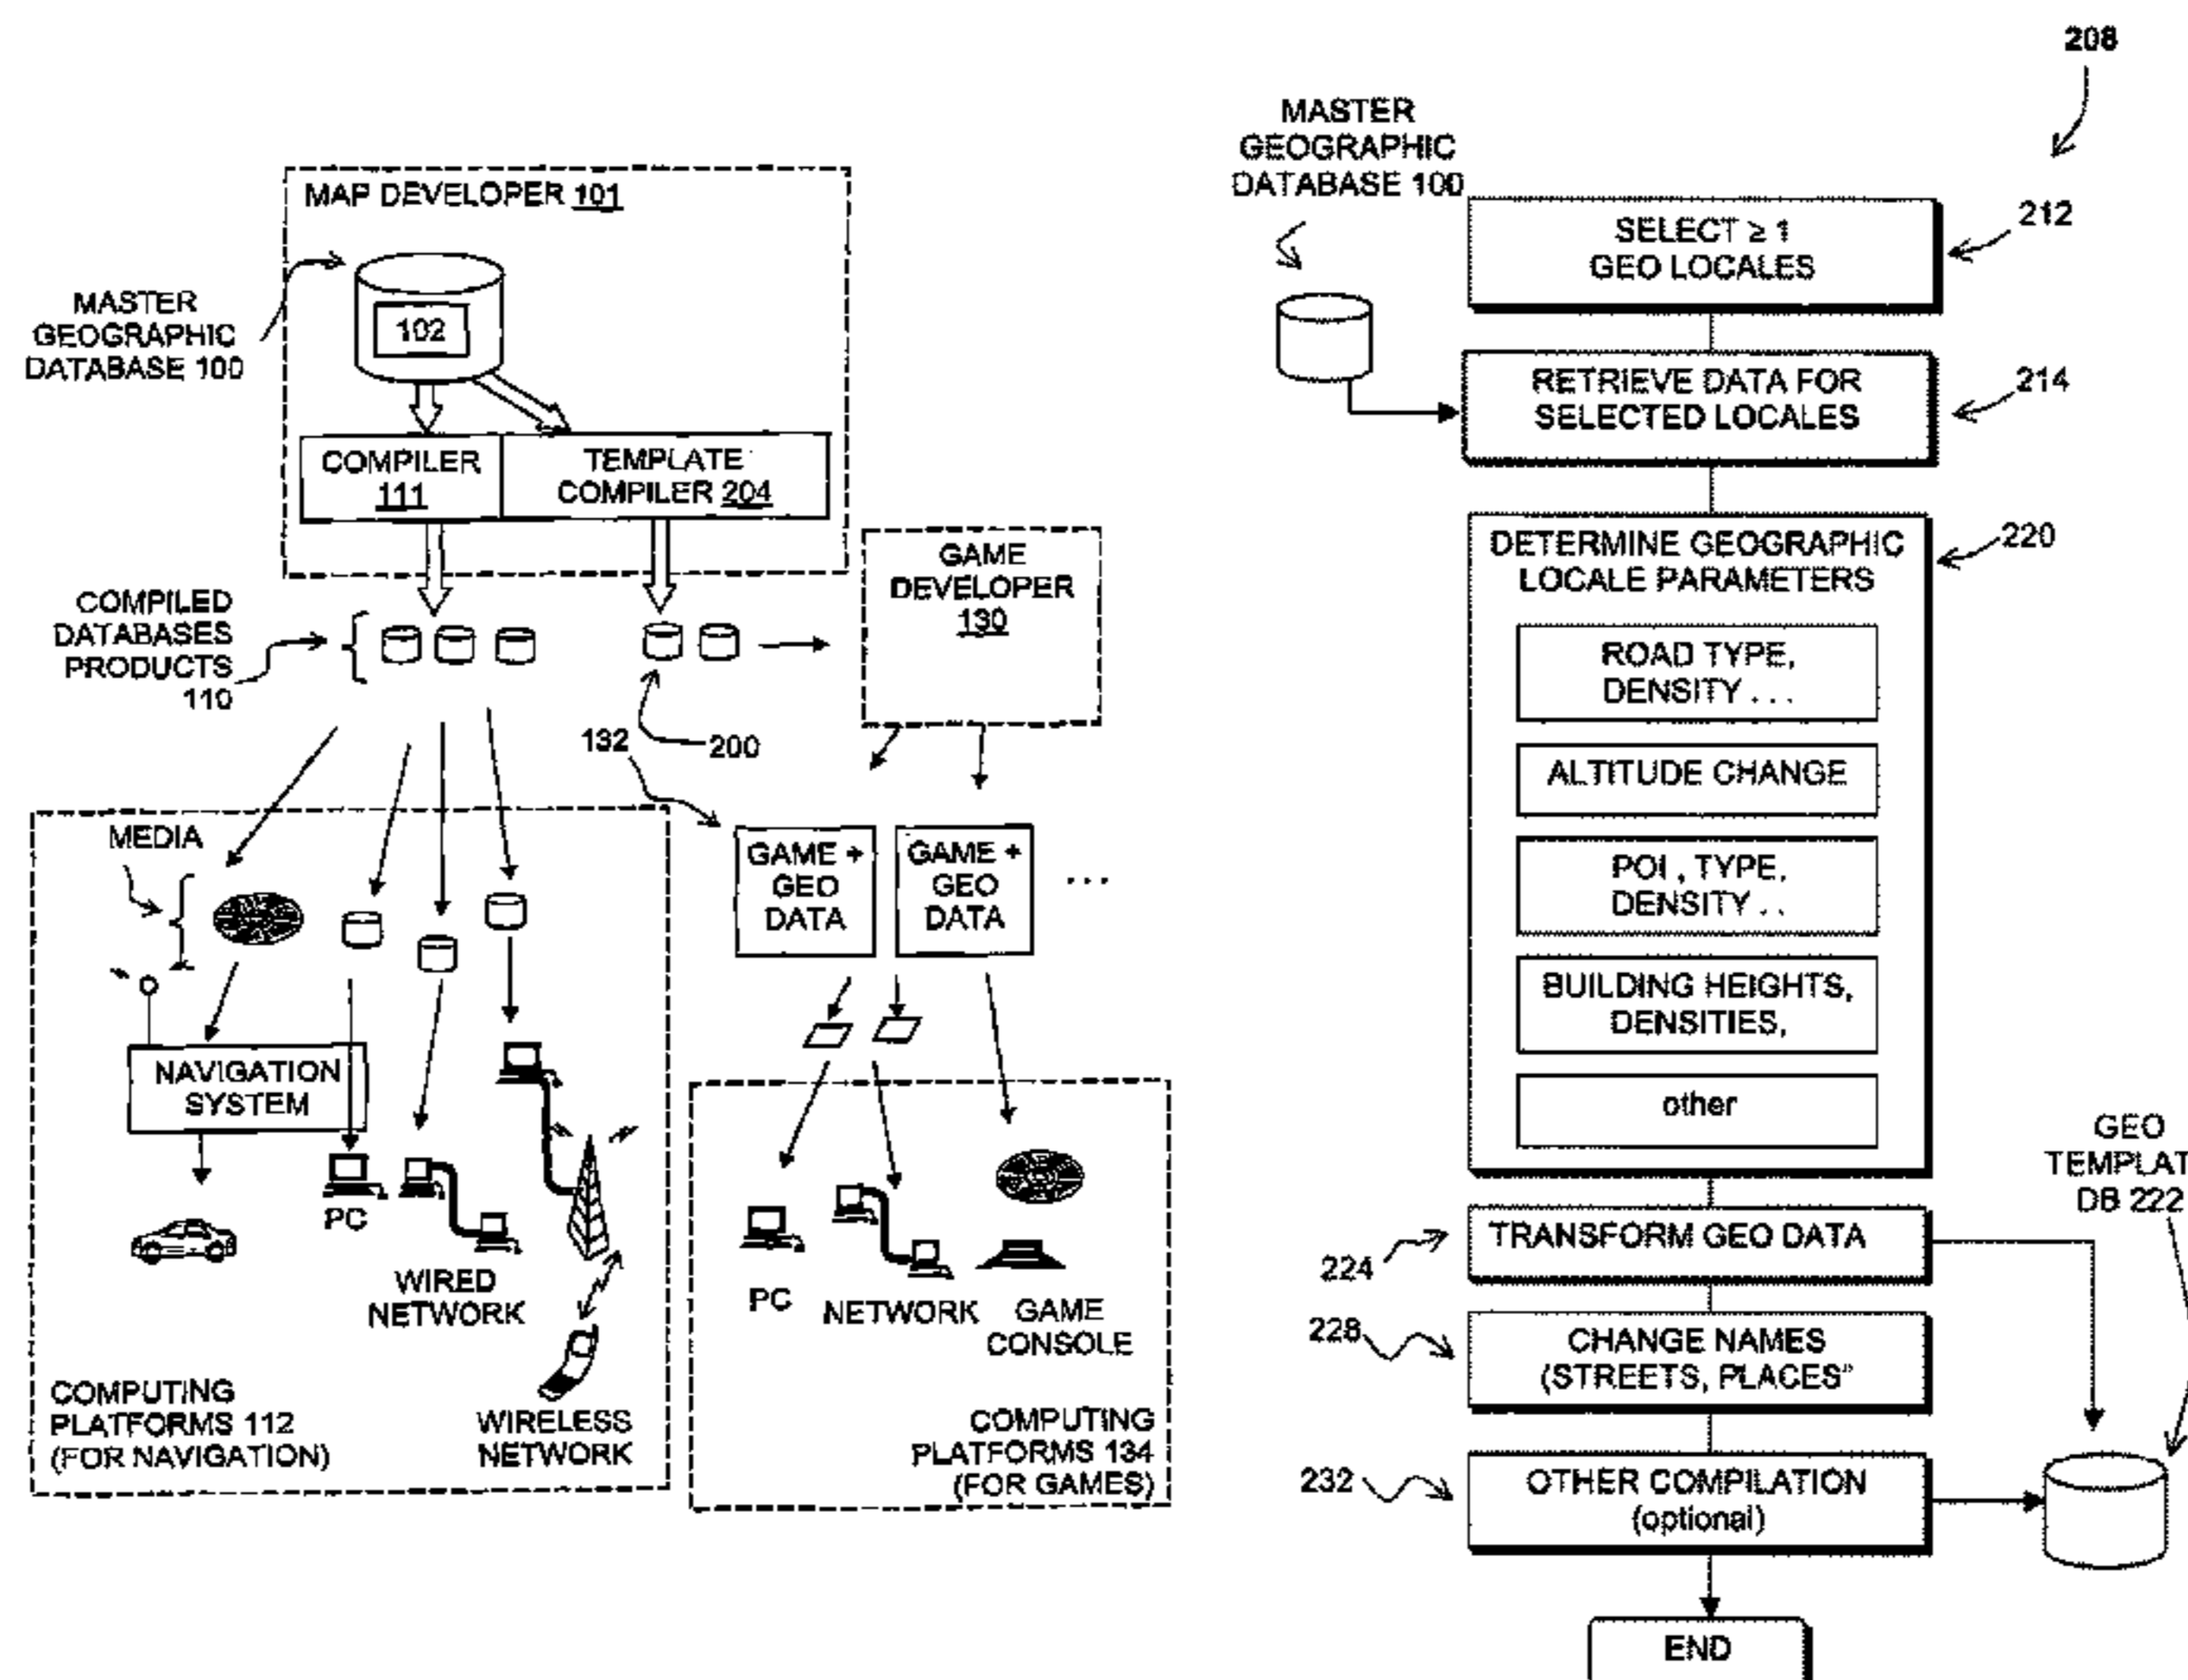 MAP DEVELOPER 101
MASTER
GEOGRAPHIC
DATABASE 100
102
COMPILER
111
TEMPLATE
COMPILER 204
COMPILED
DATABASES
PRODUCTS
110
GAME
DEVELOPER
130
132
200
MEDIA
GAME +
GEO
DATA
GAME +
GEO
DATA
...
NAVIGATION
SYSTEM
PC
WIRED
NETWORK
WIRELESS
NETWORK
COMPUTING
PLATFORMS 112
(FOR NAVIGATION)
PC
NETWORK
GAME
CONSOLE
COMPUTING
PLATFORMS 134
(FOR GAMES)
208
MASTER
GEOGRAPHIC
DATABASE 100
SELECT ≥ 1
GEO LOCALES
212
RETRIEVE DATA FOR
SELECTED LOCALES
214
DETERMINE GEOGRAPHIC
LOCALE PARAMETERS
220
ROAD TYPE,
DENSITY . . .
ALTITUDE CHANGE
POI , TYPE,
DENSITY . .
BUILDING HEIGHTS,
DENSITIES,
other
GEO
TEMPLAT
DB 222
TRANSFORM GEO DATA
224
CHANGE NAMES
(STREETS, PLACES"
228
OTHER COMPILATION
(optional)
232
END